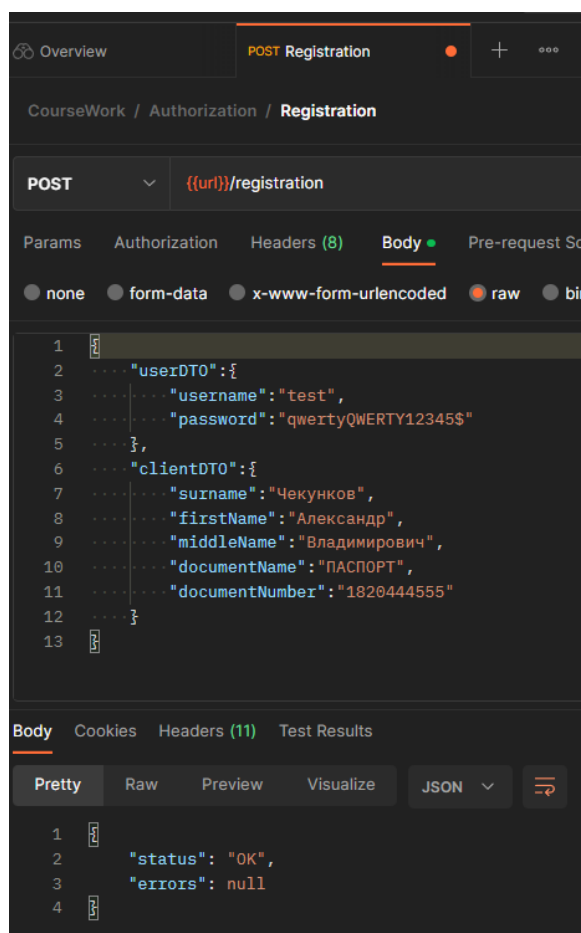 Overview POST Registration
CourseWork / Authorization / Registration
POST {{url}}/registration
Params Authorization Headers (8) Body Pre-request Sc
none form-data x-www-form-urlencoded raw bi
1 {
2 "userDTO":{
3 "username":"test",
4 "password":"qwertyQWERTY12345$"
5 },
6 "clientDTO":{
7 "surname":"Чекунков",
8 "firstName":"Александр",
9 "middleName":"Владимирович",
10 "documentName":"ПАСПОРТ",
11 "documentNumber":"1820444555"
12 }
13 }
Body Cookies Headers (11) Test Results
Pretty Raw Preview Visualize JSON
1 {
2 "status": "OK",
3 "errors": null
4 }